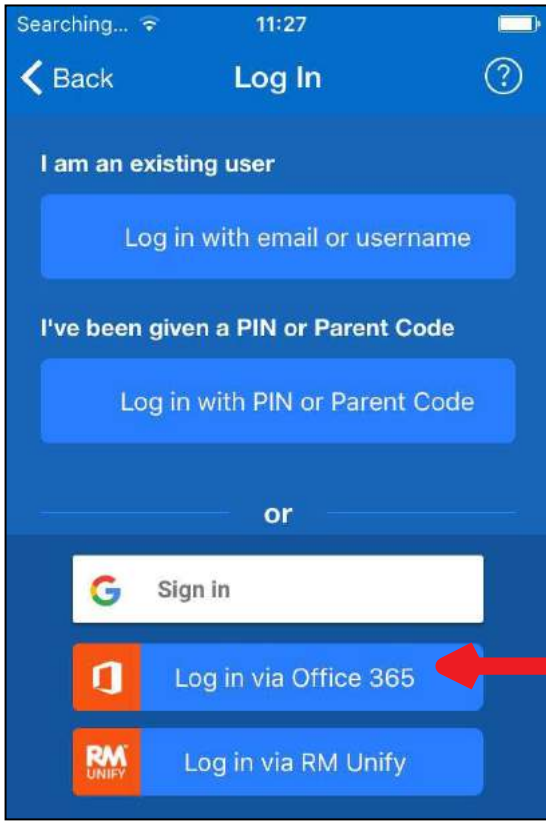 Searching... 11:27
Back Log In ?
I am an existing user
Log in with email or username
I've been given a PIN or Parent Code
Log in with PIN or Parent Code
or
G Sign in
Log in via Office 365
RM UNIFY Log in via RM Unify